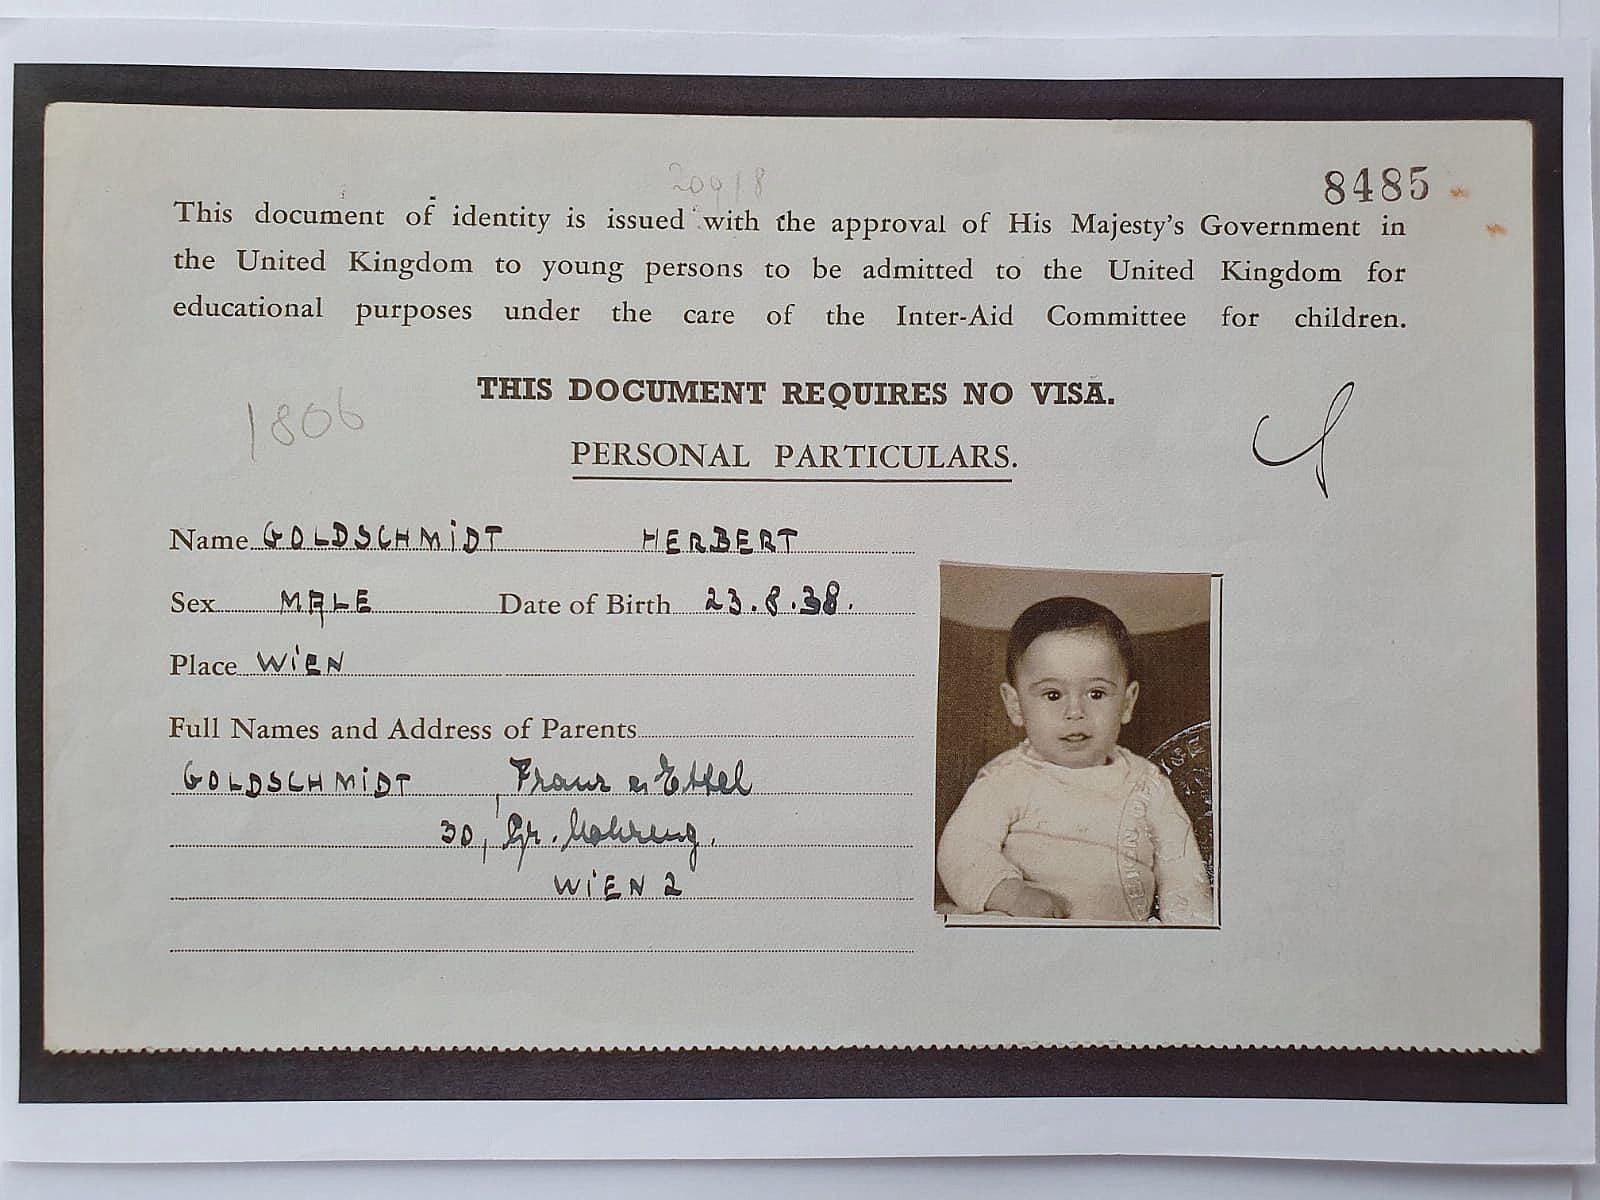 8485
This document of identity is issued with the approval of His Majesty's Government in
the United Kingdom to young persons to be admitted to the United Kingdom for
educational purposes under the care of the Inter-Aid Committee for children.
THIS DOCUMENT REQUIRES NO VISA.
1806
PERSONAL PARTICULARS.
Name GOLDSCHMIDT HERBERT
Sex MALE Date of Birth 23.8.38.
Place WIEN
Full Names and Address of Parents
GOLDSCHMIDT Franz u Ettel
30, Gr.
WIEN 2